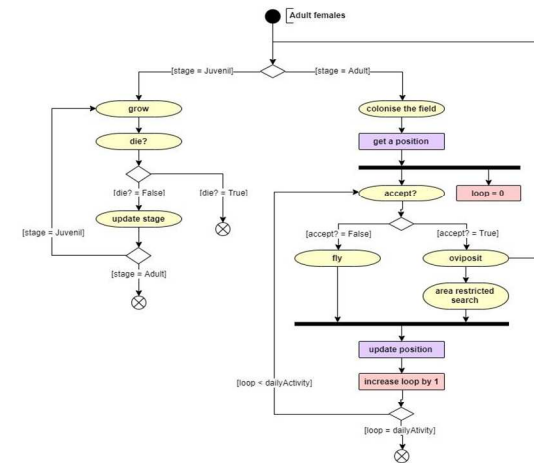 Adult females
[stage = Juvenil]
[stage = Adult]
grow
colonise the field
die?
get a position
accept?
loop = 0
[die? = False]
[die? = True]
update stage
[stage = Juvenil]
[accept? = False]
[accept? = True]
fly
oviposit
[stage = Adult]
area restricted
search
update position
[loop < dailyActivity]
increase loop by 1
[loop = dailyAtivity]